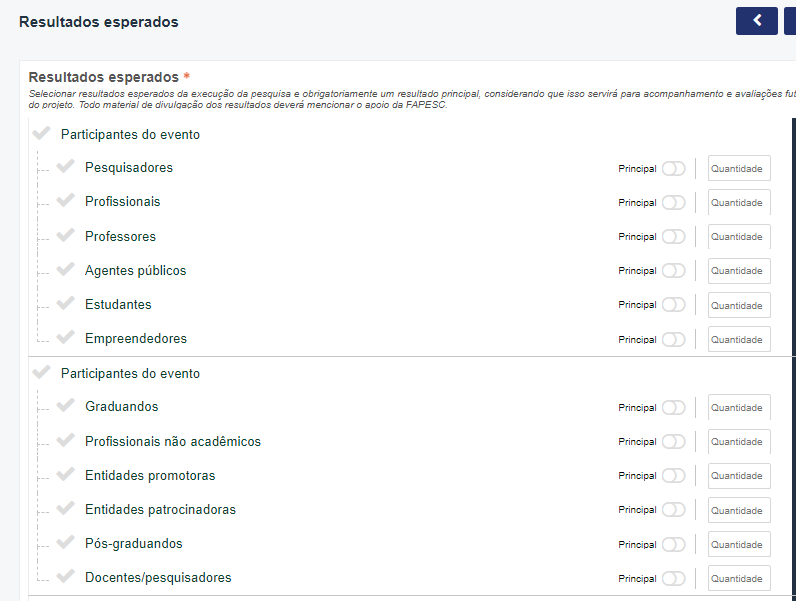 Resultados esperados
Resultados esperados *
Selecionar resultados esperados da execução da pesquisa e obrigatoriamente um resultado principal, considerando que isso servirá para acompanhamento e avaliações fut
do projeto. Todo material de divulgação dos resultados deverá mencionar o apoio da FAPESC.
Participantes do evento
Pesquisadores Principal Quantidade
Profissionais Principal Quantidade
Professores Principal Quantidade
Agentes públicos Principal Quantidade
Estudantes Principal Quantidade
Empreendedores Principal Quantidade
Participantes do evento
Graduandos Principal Quantidade
Profissionais não acadêmicos Principal Quantidade
Entidades promotoras Principal Quantidade
Entidades patrocinadoras Principal Quantidade
Pós-graduandos Principal Quantidade
Docentes/pesquisadores Principal Quantidade